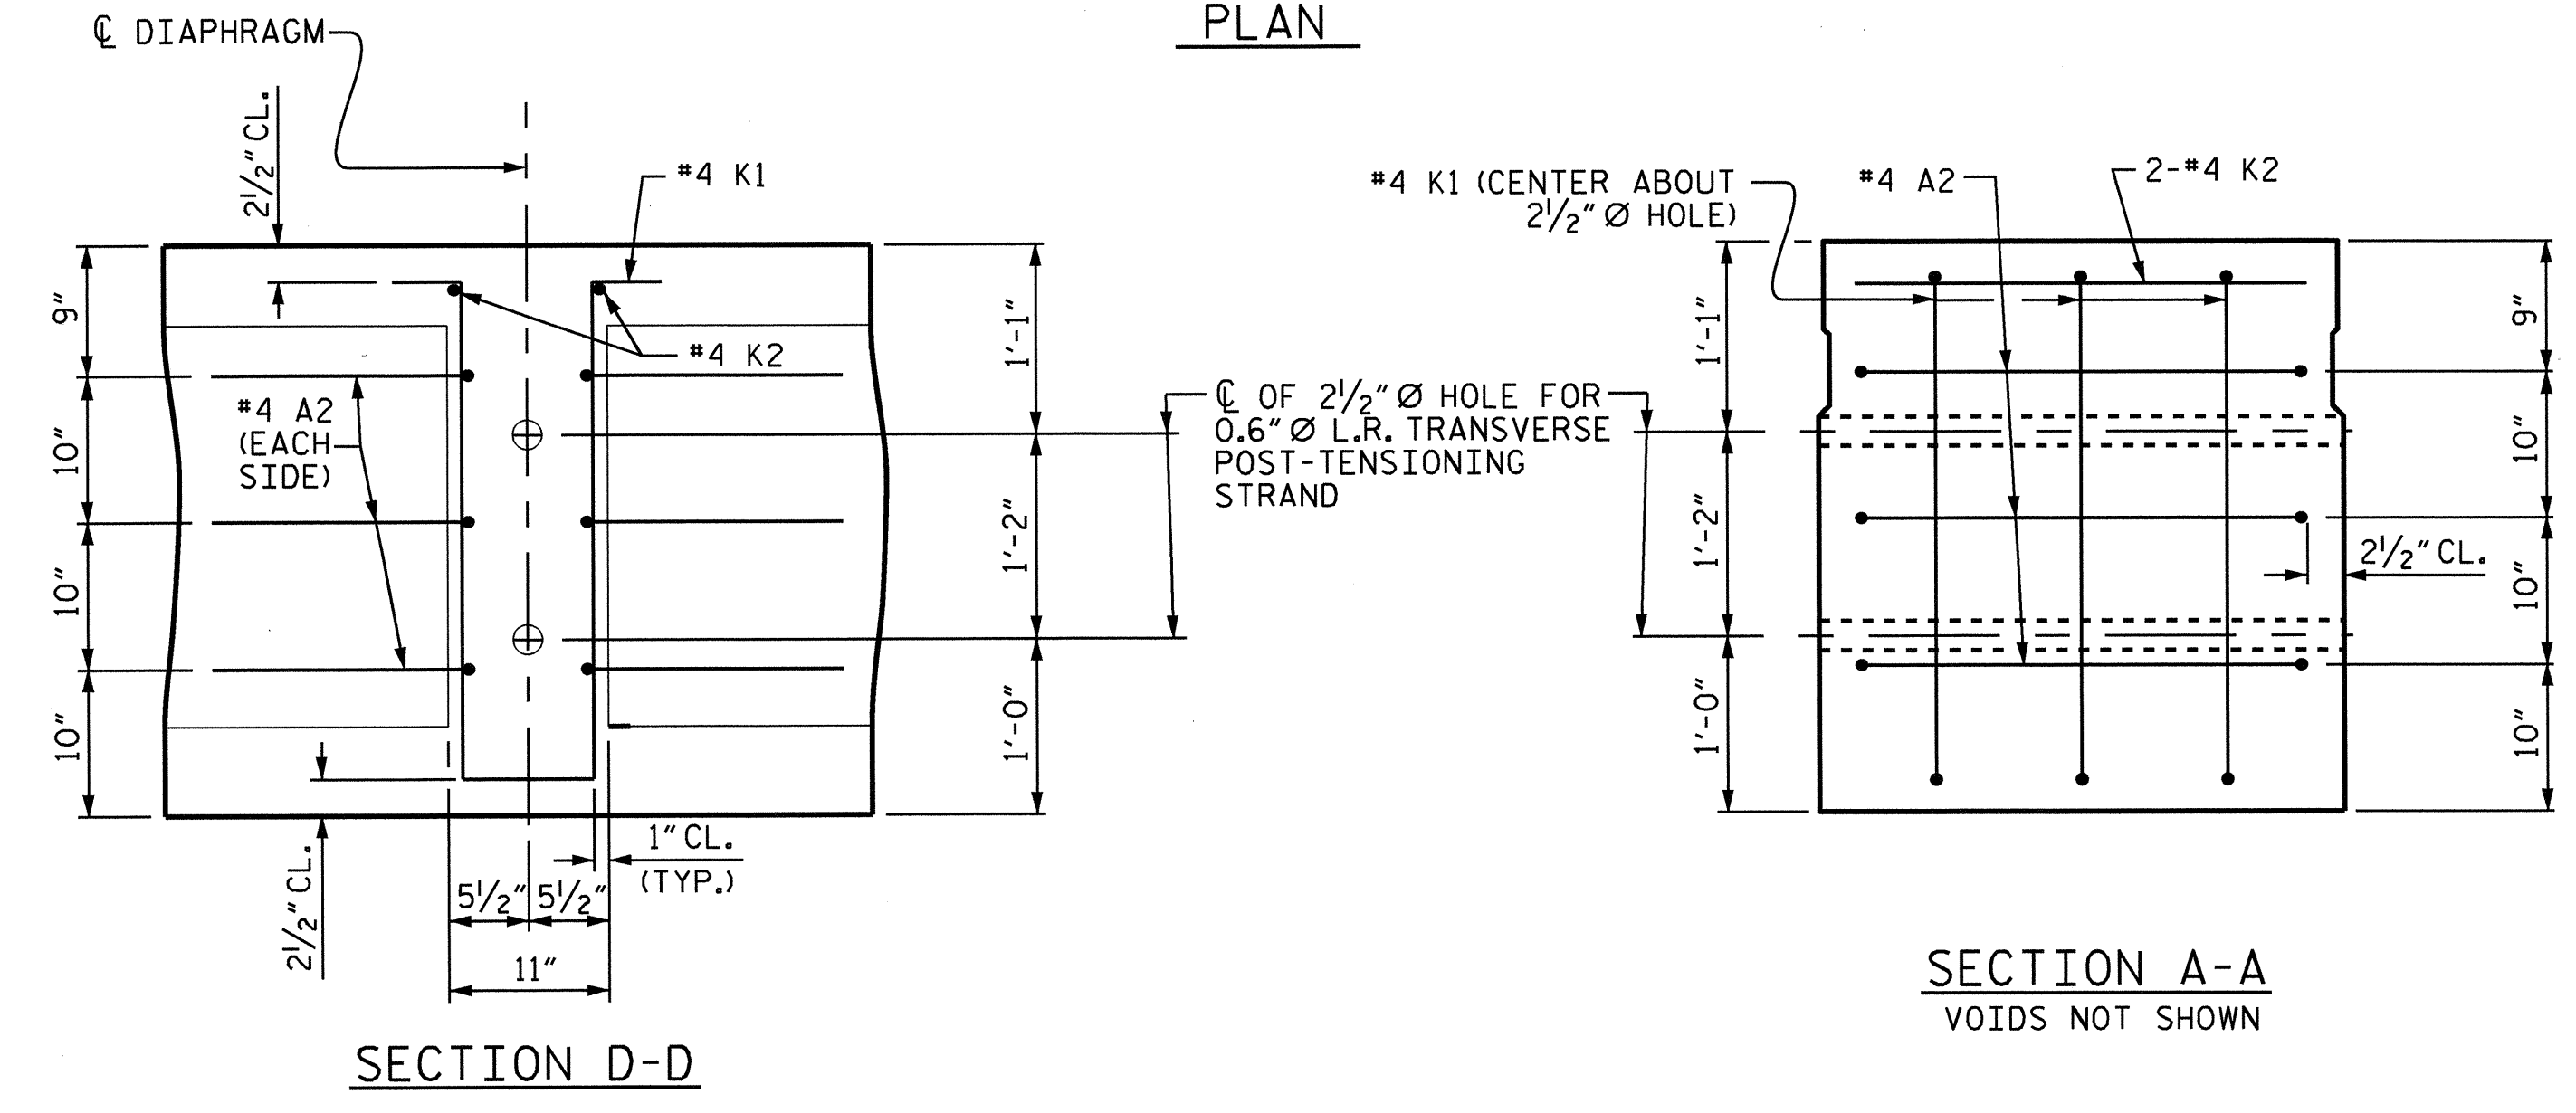 PLAN
℄ DIAPHRAGM
2½" CL.
#4 K1
#4 K2
9"
10"
10"
10"
#4 A2
(EACH
SIDE)
1'-1"
1'-2"
1'-0"
2½" CL.
1" CL.
(TYP.)
5½"
5½"
11"
SECTION D-D
℄ OF 2½" Ø HOLE FOR
0.6" Ø L.R. TRANSVERSE
POST-TENSIONING
STRAND
#4 K1 (CENTER ABOUT
2½" Ø HOLE)
#4 A2
2-#4 K2
1'-1"
1'-2"
1'-0"
9"
10"
10"
10"
2½" CL.
SECTION A-A
VOIDS NOT SHOWN